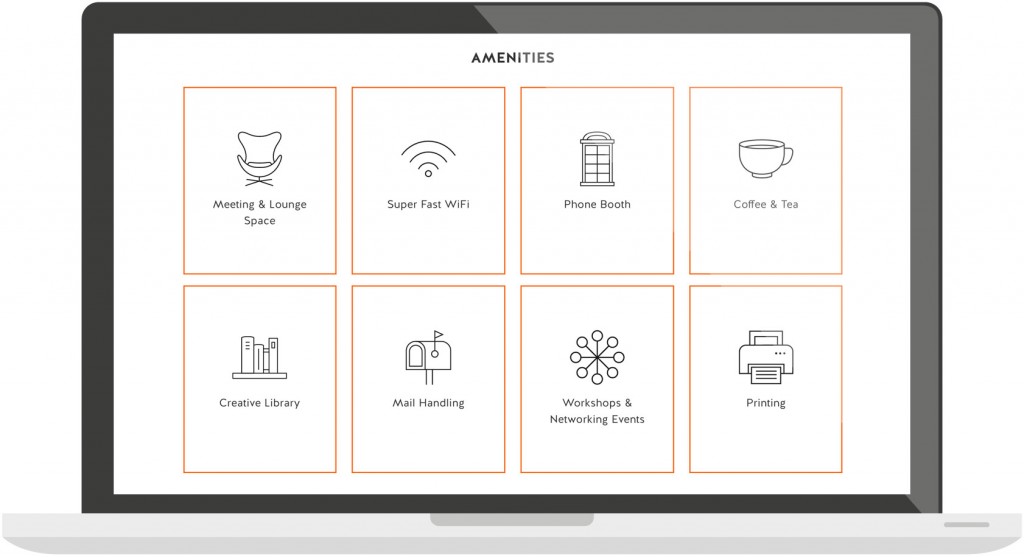 AMENITIES
Meeting & Lounge
Space
Super Fast WiFi
Phone Booth
Coffee & Tea
Creative Library
Mail Handling
Workshops &
Networking Events
Printing